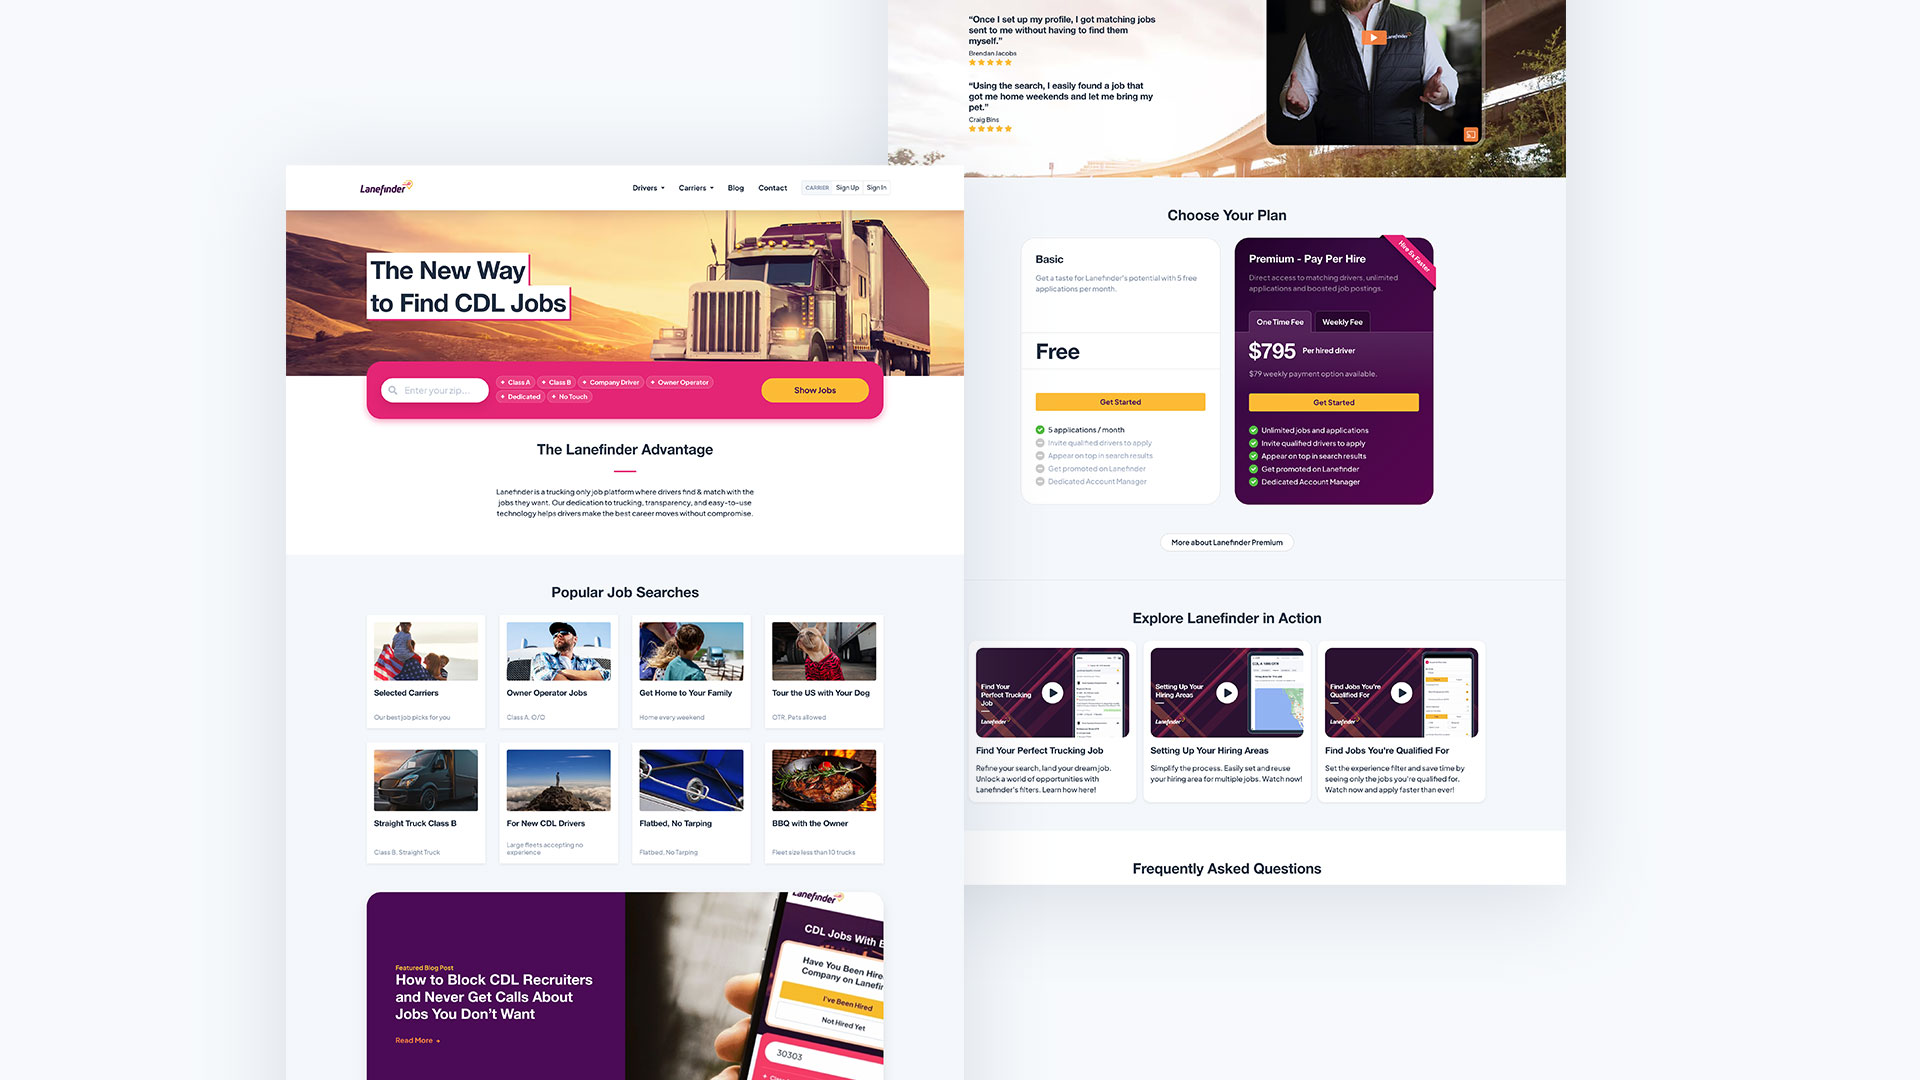 Lanefinder
Drivers
Carriers
Blog
Contact
CARRIER
Sign Up
Sign In
The New Way
to Find CDL Jobs
Enter your zip...
+ Class A
+ Class B
+ Company Driver
+ Owner Operator
+ Dedicated
+ No Touch
Show Jobs
The Lanefinder Advantage
Lanefinder is a trucking only job platform where drivers find & match with the
jobs they want. Our dedication to trucking, transparency, and easy-to-use
technology helps drivers make the best career moves without compromise.
Popular Job Searches
Selected Carriers
Our best job picks for you
Owner Operator Jobs
Class A, O/O
Get Home to Your Family
Home every weekend
Tour the US with Your Dog
OTR, Pets allowed
Straight Truck Class B
Class B, Straight Truck
For New CDL Drivers
Large fleets accepting no
experience
Flatbed, No Tarping
Flatbed, No Tarping
BBQ with the Owner
Fleet size less than 10 trucks
Featured Blog Post
How to Block CDL Recruiters
and Never Get Calls About
Jobs You Don't Want
Read More →
Lanefinder
CDL Jobs With
Have You Been Hire
Company on Lanefin
I've Been Hired
Not Hired Yet
30303
“Once I set up my profile, I got matching jobs
sent to me without having to find them
myself.”
Brendan Jacobs
“Using the search, I easily found a job that
got me home weekends and let me bring my
pet.”
Craig Bins
Lanefinder
Choose Your Plan
Basic
Get a taste for Lanefinder's potential with 5 free
applications per month.
Free
Get Started
5 applications / month
Invite qualified drivers to apply
Appear on top in search results
Get promoted on Lanefinder
Dedicated Account Manager
Hire 5x Faster
Premium - Pay Per Hire
Direct access to matching drivers, unlimited
applications and boosted job postings.
One Time Fee
Weekly Fee
$795 Per hired driver
$79 weekly payment option available.
Get Started
Unlimited jobs and applications
Invite qualified drivers to apply
Appear on top in search results
Get promoted on Lanefinder
Dedicated Account Manager
More about Lanefinder Premium
Explore Lanefinder in Action
Find Your
Perfect Trucking
Job
Lanefinder
Find Your Perfect Trucking Job
Refine your search, land your dream job.
Unlock a world of opportunities with
Lanefinder's filters. Learn how here!
Setting Up Your
Hiring Areas
Lanefinder
Setting Up Your Hiring Areas
Simplify the process. Easily set and reuse
your hiring area for multiple jobs. Watch now!
Find Jobs You're
Qualified For
Lanefinder
Find Jobs You're Qualified For
Set the experience filter and save time by
seeing only the jobs you're qualified for.
Watch now and apply faster than ever!
Frequently Asked Questions